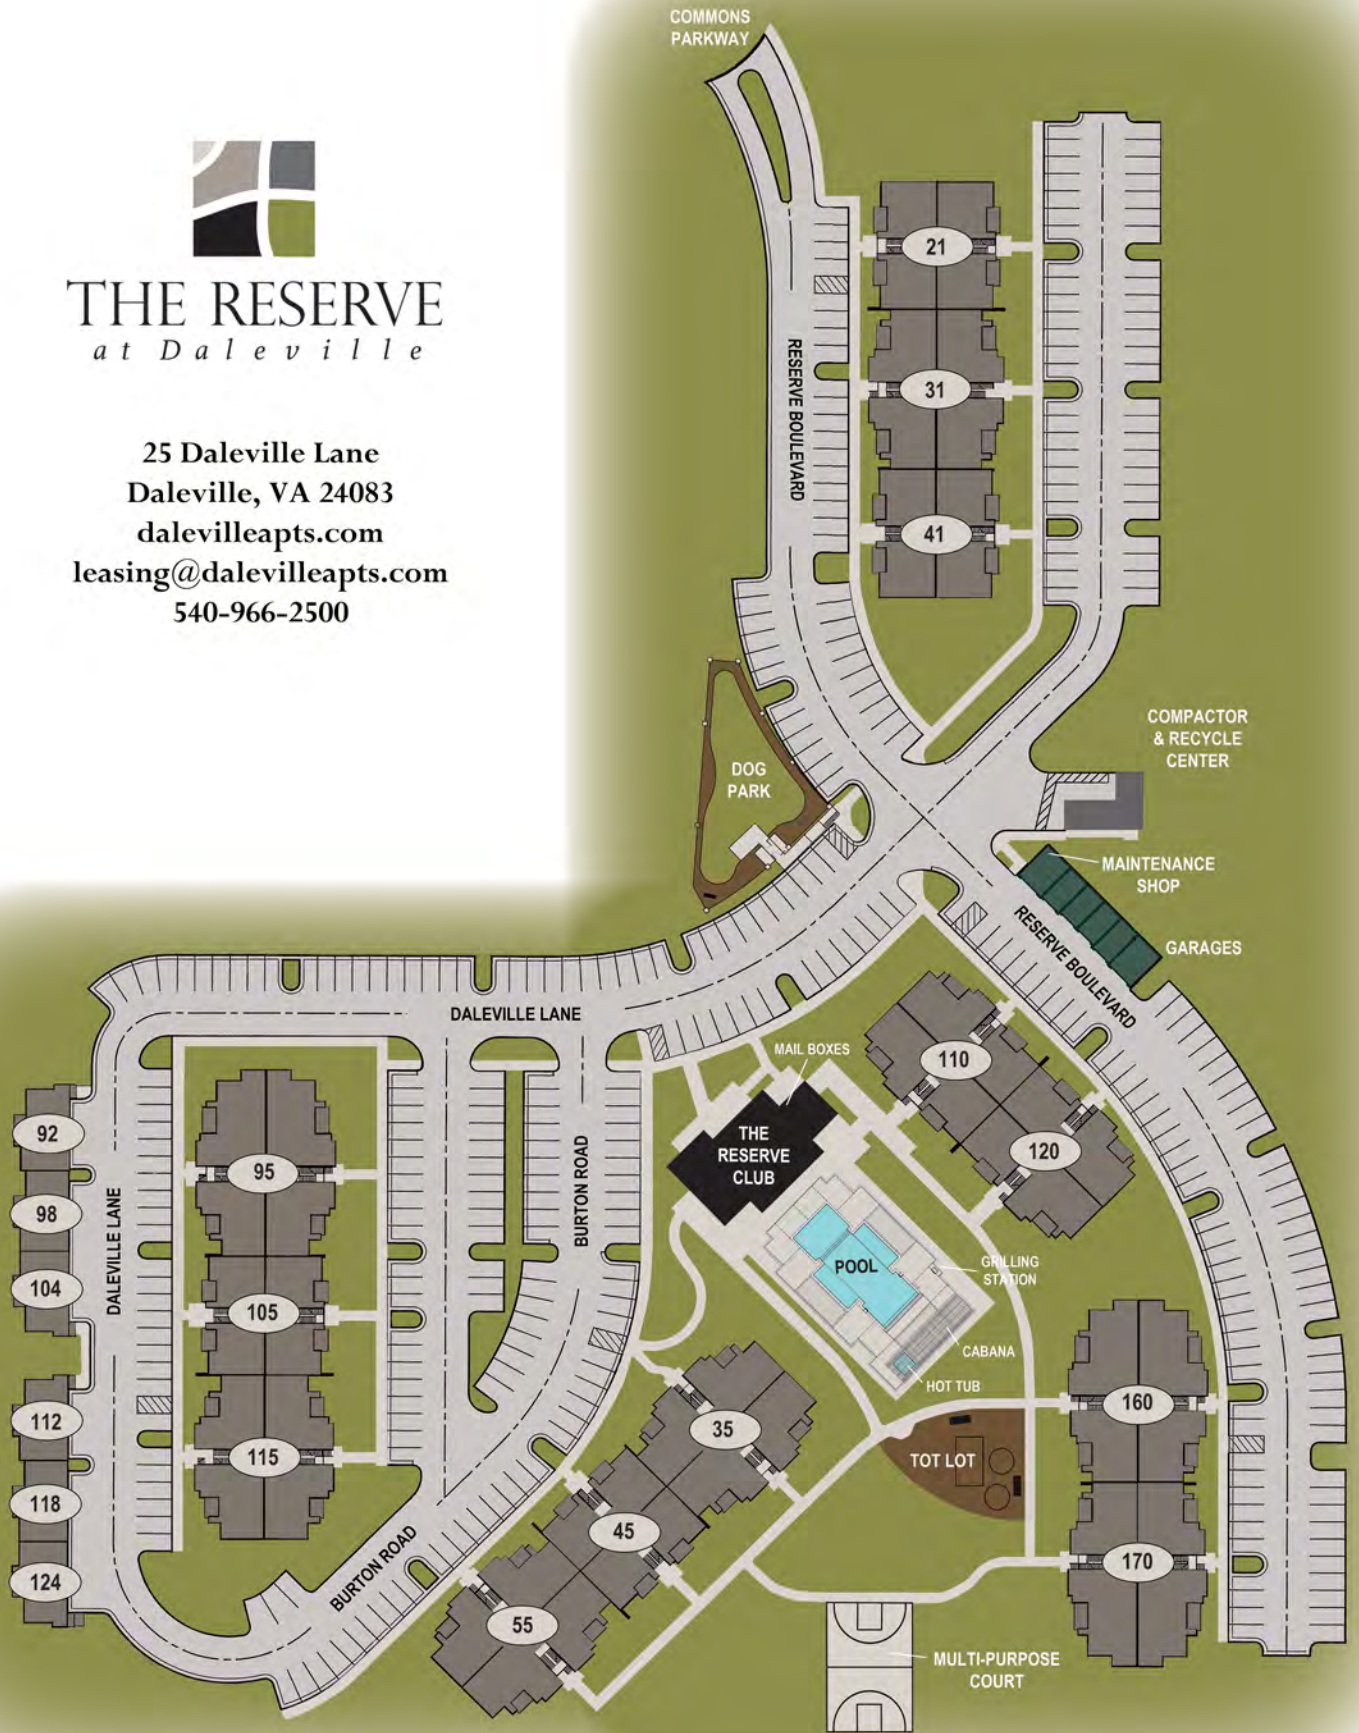 COMMONS
PARKWAY
THE RESERVE
at Daleville
25 Daleville Lane
Daleville, VA 24083
dalevilleapts.com
leasing@dalevilleapts.com
540-966-2500
21
31
41
RESERVE BOULEVARD
DOG
PARK
COMPACTOR
& RECYCLE
CENTER
MAINTENANCE
SHOP
GARAGES
RESERVE BOULEVARD
DALEVILLE LANE
MAIL BOXES
110
120
THE
RESERVE
CLUB
POOL
GRILLING
STATION
CABANA
HOT TUB
92
98
104
112
118
124
DALEVILLE LANE
95
105
115
BURTON ROAD
BURTON ROAD
35
45
55
TOT LOT
160
170
MULTI-PURPOSE
COURT